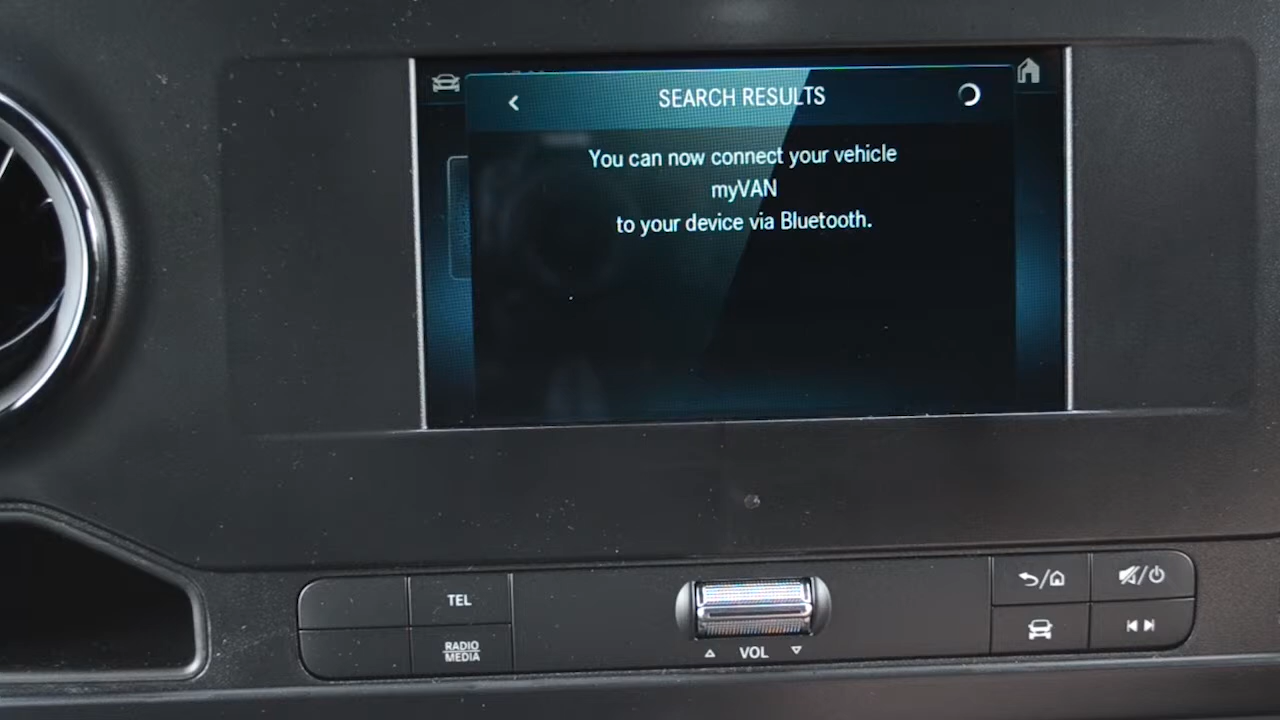 SEARCH RESULTS
You can now connect your vehicle
myVAN
to your device via Bluetooth.
TEL
RADIO
MEDIA
VOL